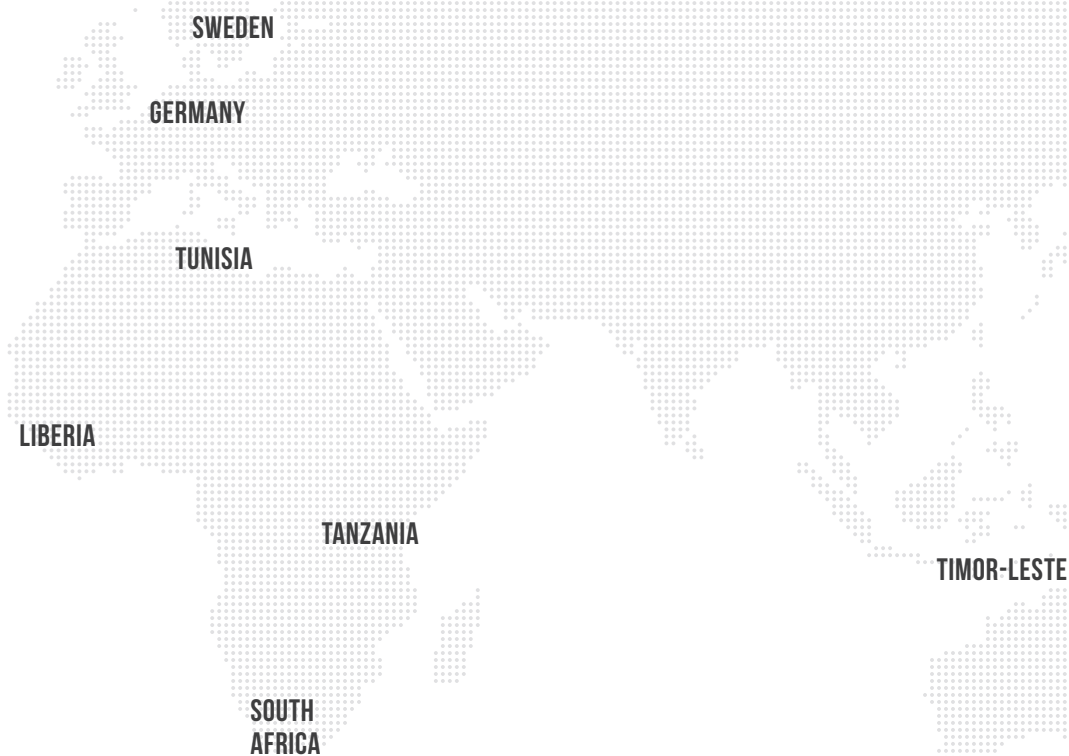 SWEDEN
GERMANY
TUNISIA
LIBERIA
TANZANIA
TIMOR-LESTE
SOUTH
AFRICA